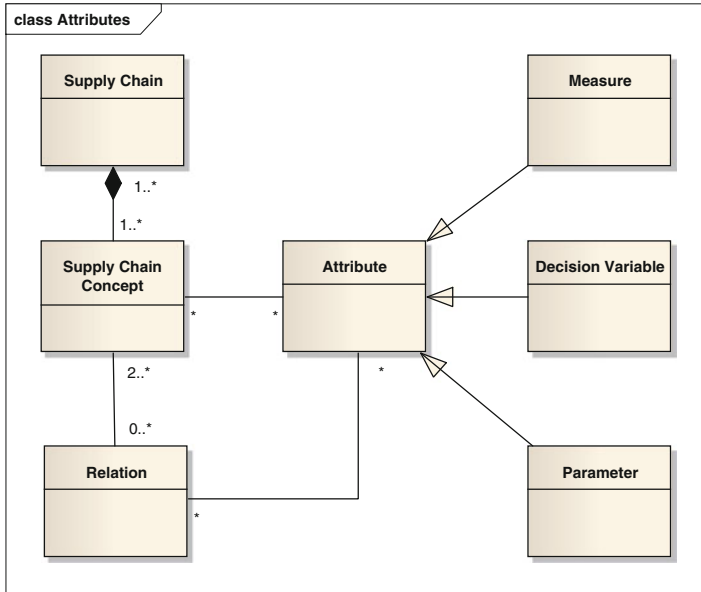 class Attributes
Supply Chain
Measure
1..*
1..*
Supply Chain
Concept
Attribute
Decision Variable
*
*
2..*
*
0..*
Relation
Parameter
*